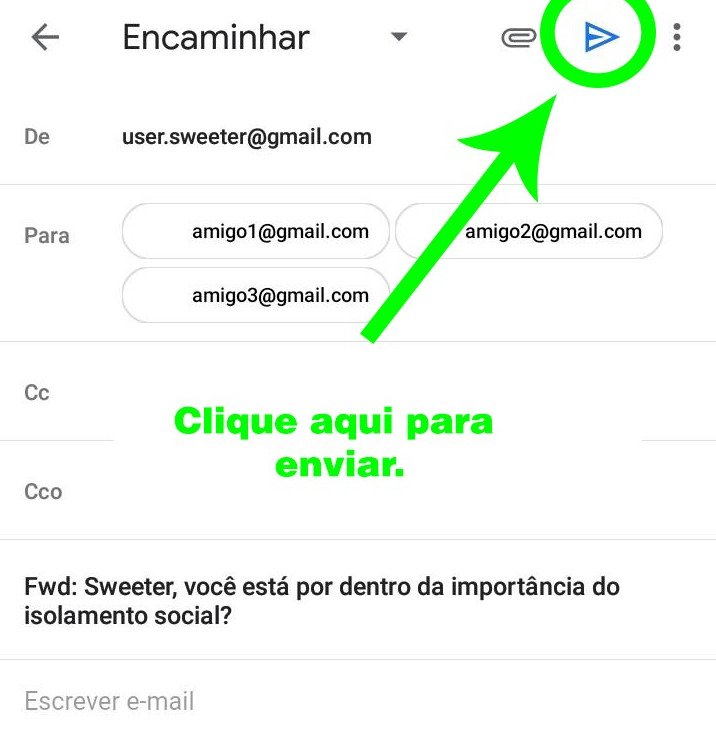 Encaminhar
De
user.sweeter@gmail.com
Para
amigo1@gmail.com
amigo2@gmail.com
amigo3@gmail.com
Cc
Clique aqui para
enviar.
Cco
Fwd: Sweeter, você está por dentro da importância do
isolamento social?
Escrever e-mail